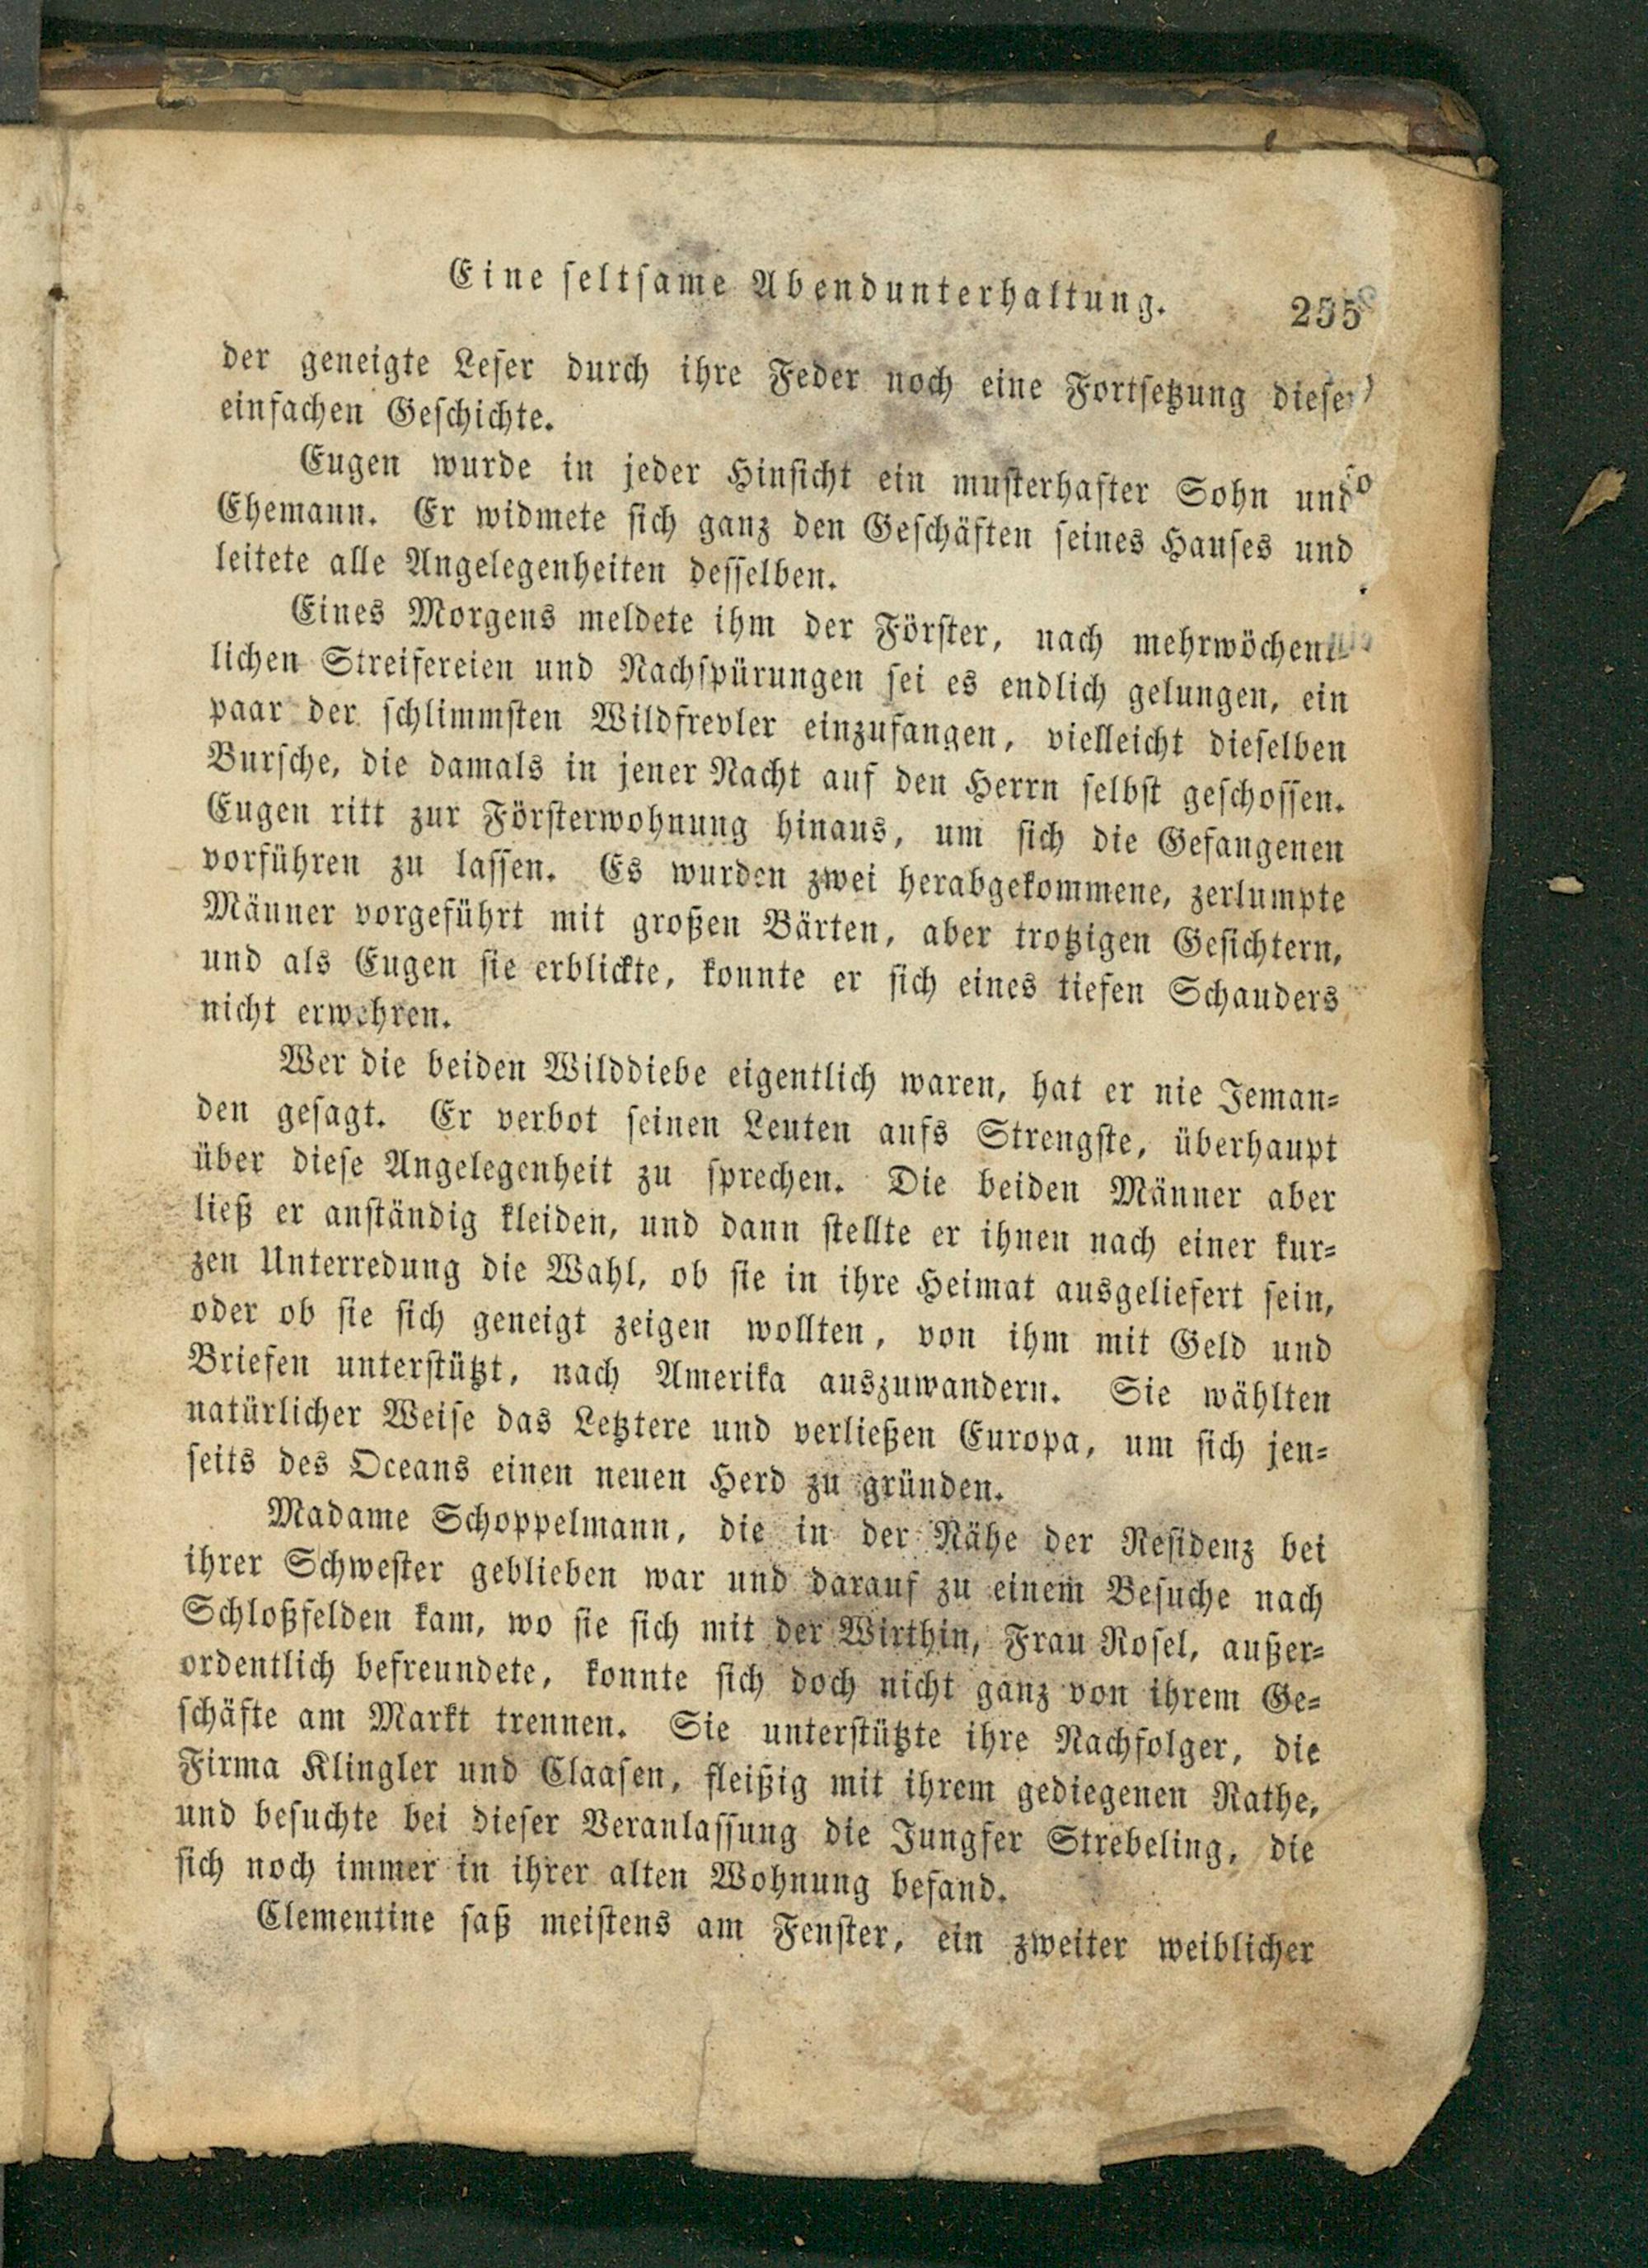 Eine seltsame Abendunterhaltung. 255
der geneigte Leser durch ihre Feder noch eine Fortsetzung dieser
einfachen Geschichte.
Eugen wurde in jeder Hinsicht ein musterhafter Sohn und
Ehemann. Er widmete sich ganz den Geschäften seines Hauses und
leitete alle Angelegenheiten desselben.
Eines Morgens meldete ihm der Förster, nach mehrwöchent-
lichen Streifereien und Nachspürungen sei es endlich gelungen, ein
paar der schlimmsten Wildfrevler einzufangen, vielleicht dieselben
Bursche, die damals in jener Nacht auf den Herrn selbst geschossen.
Eugen ritt zur Försterwohnung hinaus, um sich die Gefangenen
vorführen zu lassen. Es wurden zwei herabgekommene, zerlumpte
Männer vorgeführt mit großen Bärten, aber trotzigen Gesichtern,
und als Eugen sie erblickte, konnte er sich eines tiefen Schauders
nicht erwehren.
Wer die beiden Wilddiebe eigentlich waren, hat er nie Jeman-
den gesagt. Er verbot seinen Leuten aufs Strengste, überhaupt
über diese Angelegenheit zu sprechen. Die beiden Männer aber
ließ er anständig kleiden, und dann stellte er ihnen nach einer kur-
zen Unterredung die Wahl, ob sie in ihre Heimat ausgeliefert sein,
oder ob sie sich geneigt zeigen wollten, von ihm mit Geld und
Briefen unterstützt, nach Amerika auszuwandern. Sie wählten
natürlicher Weise das Letztere und verließen Europa, um sich jen-
seits des Oceans einen neuen Herd zu gründen.
Madame Schoppelmann, die in der Nähe der Residenz bei
ihrer Schwester geblieben war und darauf zu einem Besuche nach
Schloßfelden kam, wo sie sich mit der Wirthin, Frau Rosel, außer-
ordentlich befreundete, konnte sich doch nicht ganz von ihrem Ge-
schäfte am Markt trennen. Sie unterstützte ihre Nachfolger, die
Firma Klingler und Claasen, fleißig mit ihrem gediegenen Rathe,
und besuchte bei dieser Veranlassung die Jungfer Strebeling, die
sich noch immer in ihrer alten Wohnung befand.
Clementine saß meistens am Fenster, ein zweiter weiblicher